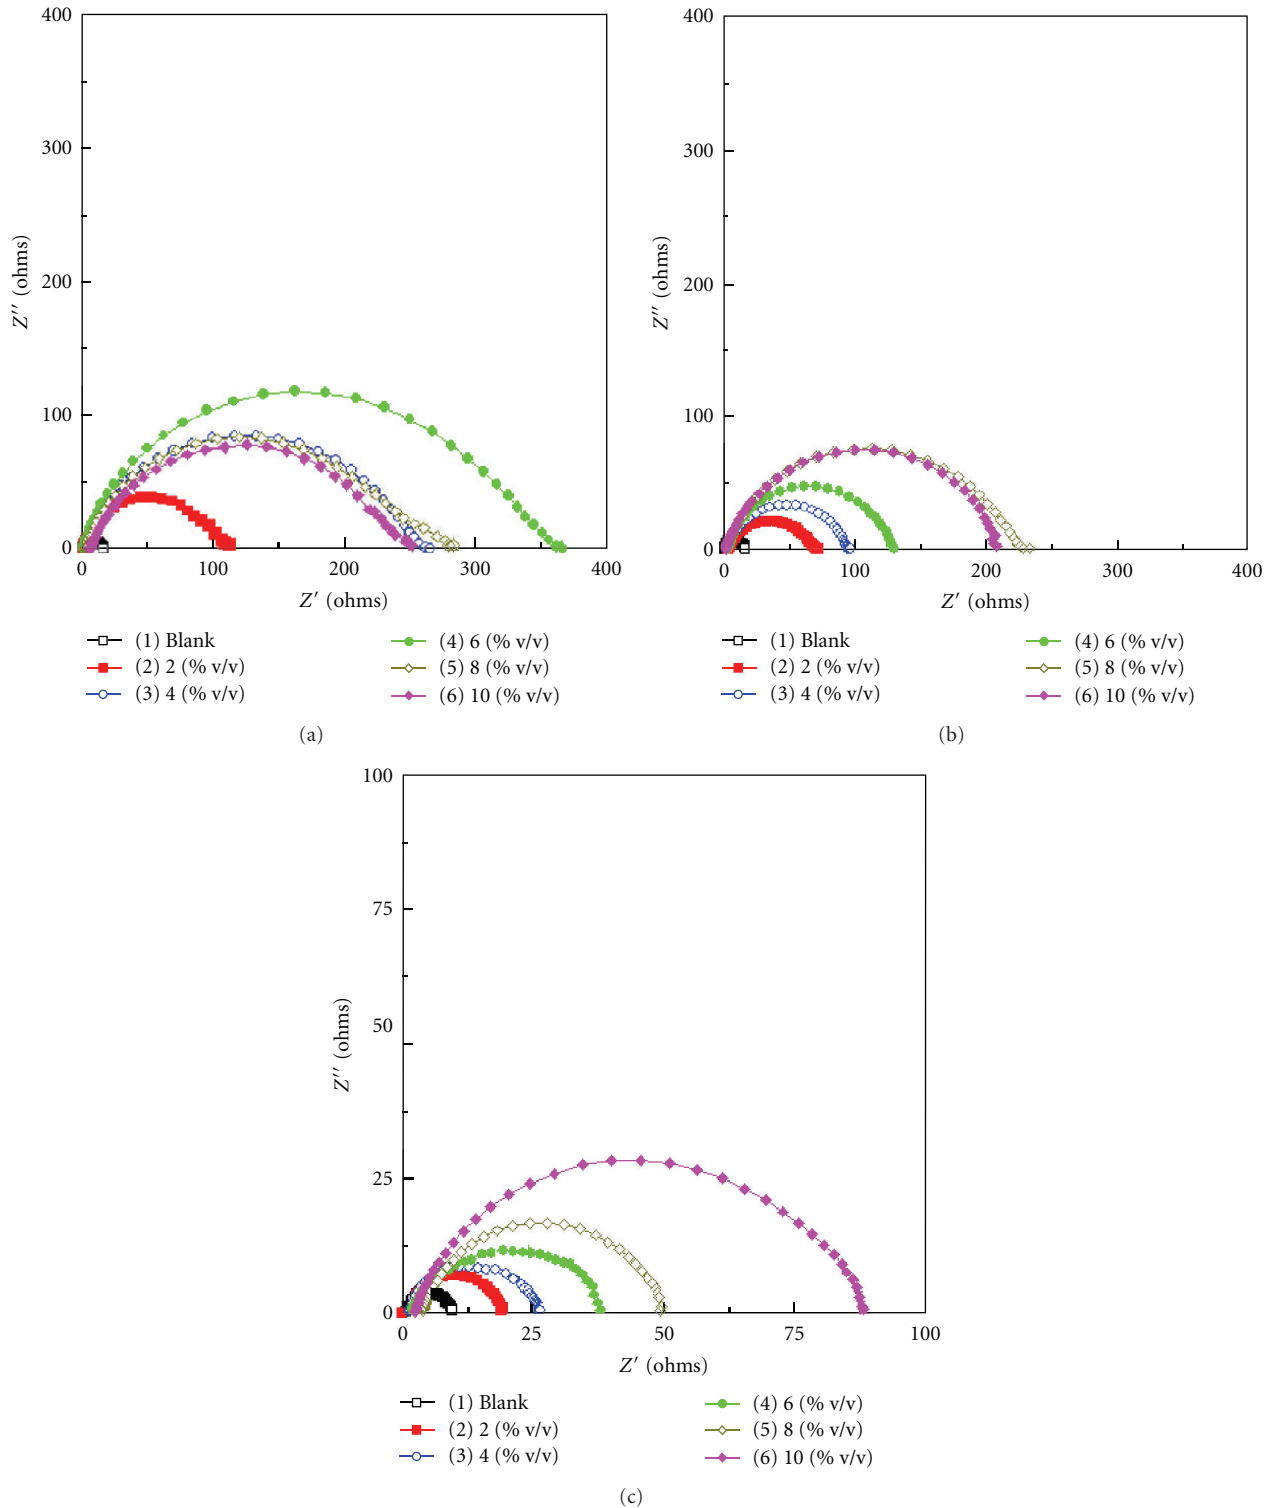 400
300
200
100
0
Z′′ (ohms)
0 100 200 300 400
Z′ (ohms)
(1) Blank
(2) 2 (% v/v)
(3) 4 (% v/v)
(4) 6 (% v/v)
(5) 8 (% v/v)
(6) 10 (% v/v)
(a)
400
300
200
100
0
Z′′ (ohms)
0 100 200 300 400
Z′ (ohms)
(1) Blank
(2) 2 (% v/v)
(3) 4 (% v/v)
(4) 6 (% v/v)
(5) 8 (% v/v)
(6) 10 (% v/v)
(b)
100
75
50
25
0
Z′′ (ohms)
0 25 50 75 100
Z′ (ohms)
(1) Blank
(2) 2 (% v/v)
(3) 4 (% v/v)
(4) 6 (% v/v)
(5) 8 (% v/v)
(6) 10 (% v/v)
(c)